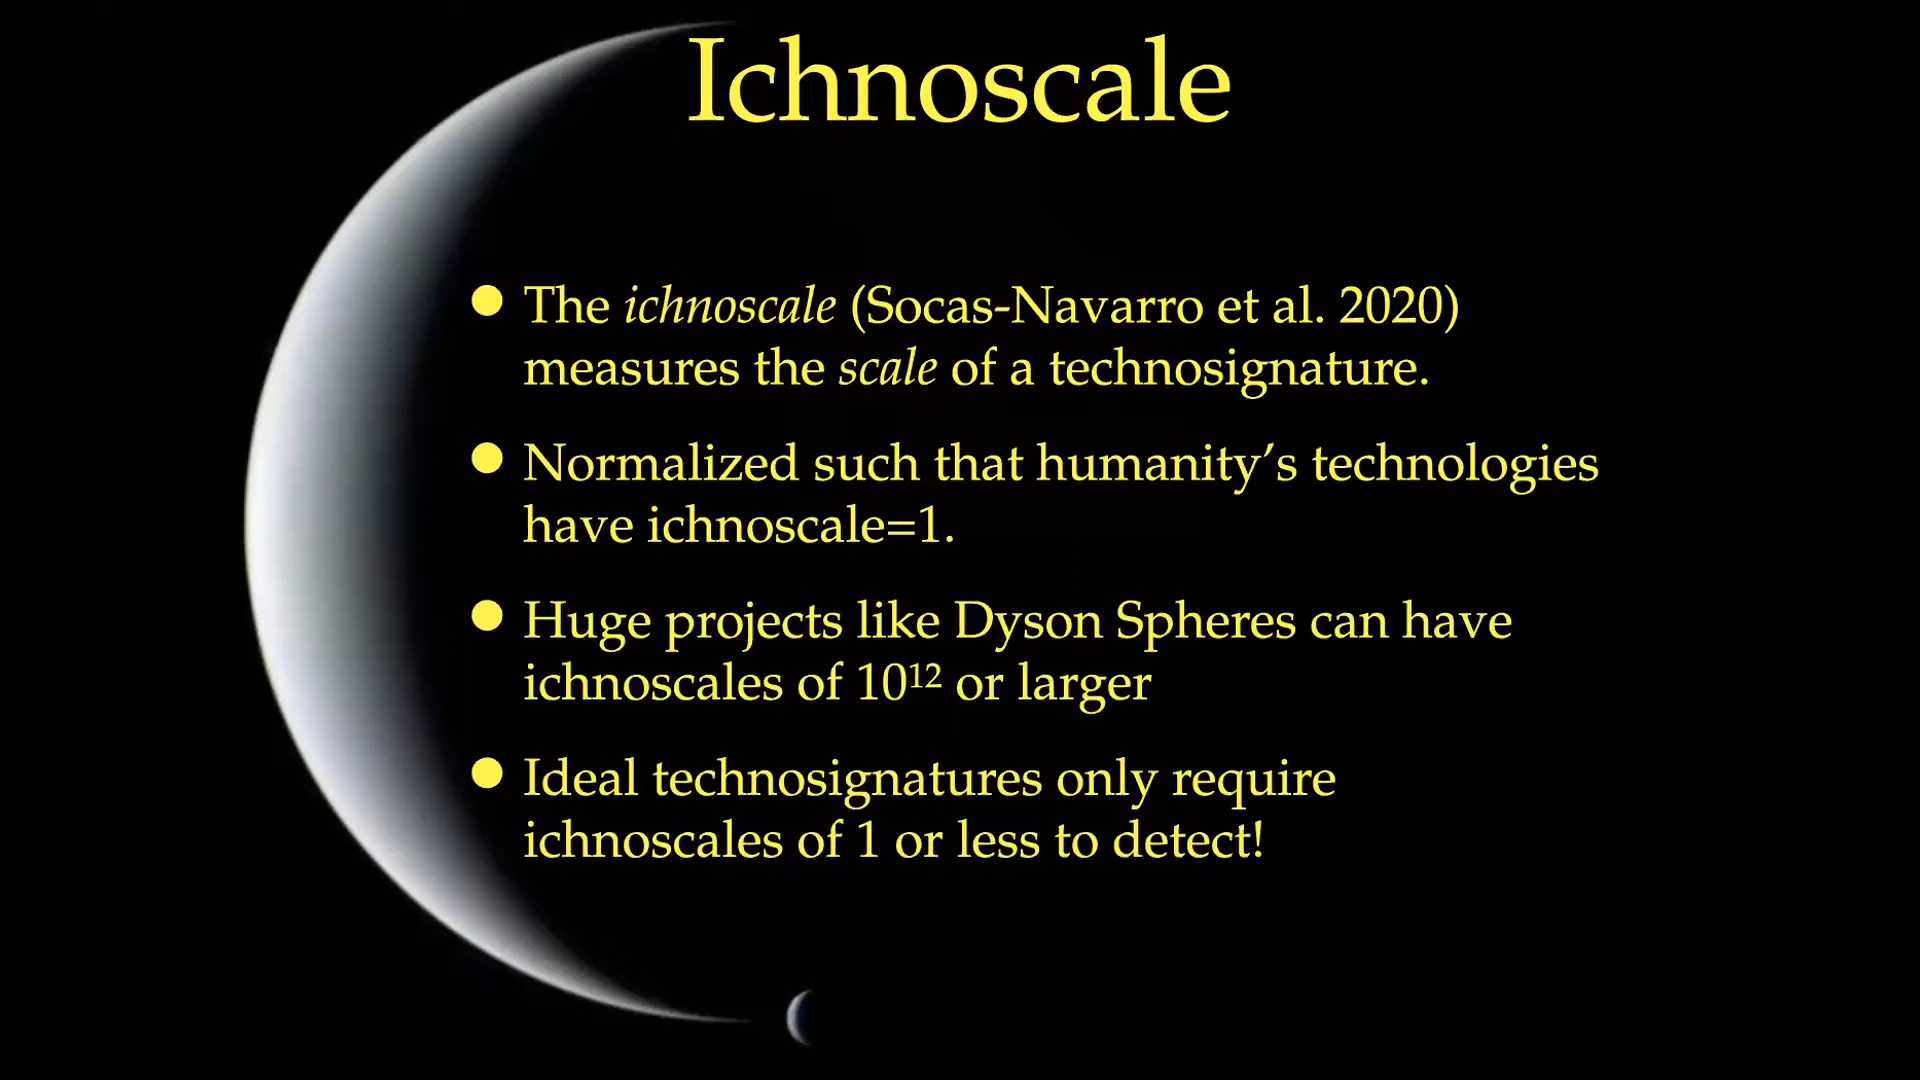 Ichnoscale
● The ichnoscale (Socas-Navarro et al. 2020)
measures the scale of a technosignature.
● Normalized such that humanity’s technologies
have ichnoscale=1.
● Huge projects like Dyson Spheres can have
ichnoscales of 10¹² or larger
● Ideal technosignatures only require
ichnoscales of 1 or less to detect!